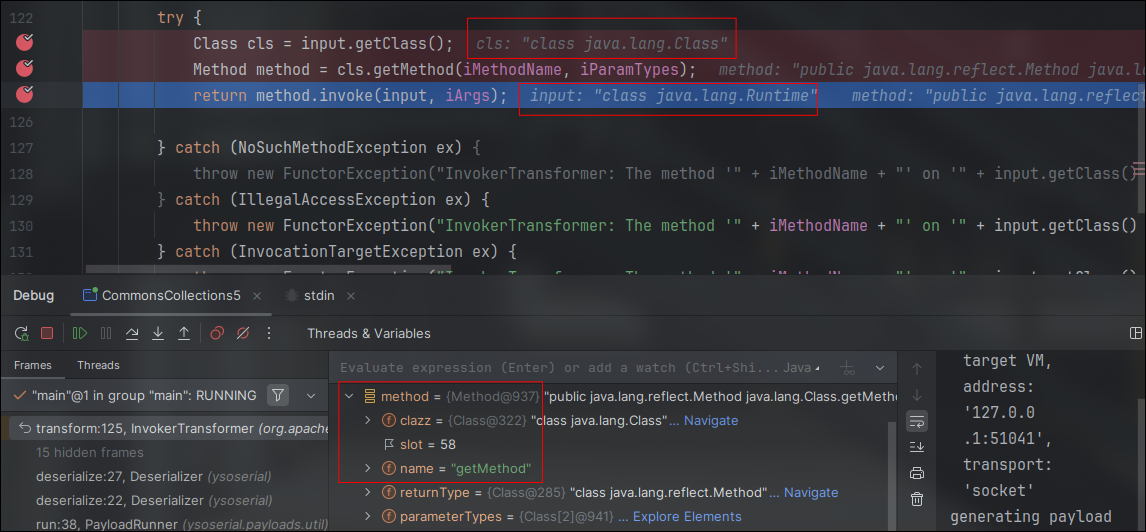 122 try {
Class cls = input.getClass(); cls: "class java.lang.Class"
Method method = cls.getMethod(iMethodName, iParamTypes); method: "public java.lang.reflect.Method java.la
return method.invoke(input, iArgs); input: "class java.lang.Runtime" method: "public java.lang.reflect
126
127 } catch (NoSuchMethodException ex) {
128 throw new FunctorException("InvokerTransformer: The method '" + iMethodName + "' on '" + input.getClass()
129 } catch (IllegalAccessException ex) {
130 throw new FunctorException("InvokerTransformer: The method '" + iMethodName + "' on '" + input.getClass()
131 } catch (InvocationTargetException ex) {
Debug CommonsCollections5 stdin
Threads & Variables
Frames Threads
"main"@1 in group "main": RUNNING
transform:125, InvokerTransformer (org.apache
15 hidden frames
deserialize:27, Deserializer (ysoserial)
deserialize:22, Deserializer (ysoserial)
run:38, PayloadRunner (ysoserial.payloads.util)
Evaluate expression (Enter) or add a watch (Ctrl+Shi... Java
method = {Method@937} "public java.lang.reflect.Method java.lang.Class.getMetho
clazz = {Class@322} "class java.lang.Class"... Navigate
slot = 58
name = "getMethod"
returnType = {Class@285} "class java.lang.reflect.Method"... Navigate
parameterTypes = {Class[2]@941} ... Explore Elements
target VM,
address:
'127.0.0
.1:51041',
transport:
'socket'
generating payload